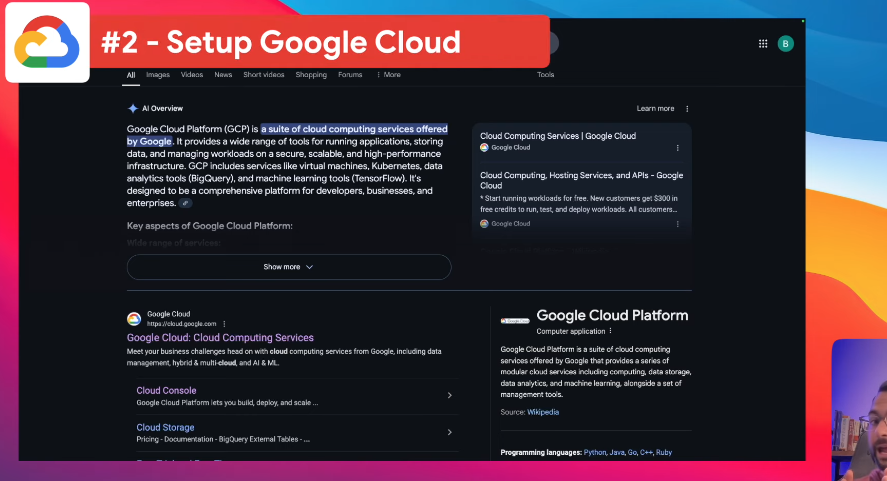 #2 - Setup Google Cloud
B
All Images Videos News Short videos Shopping Forums More Tools
AI Overview
Learn more
Google Cloud Platform (GCP) is a suite of cloud computing services offered
by Google. It provides a wide range of tools for running applications, storing
data, and managing workloads on a secure, scalable, and high-performance
infrastructure. GCP includes services like virtual machines, Kubernetes, data
analytics tools (BigQuery), and machine learning tools (TensorFlow). It's
designed to be a comprehensive platform for developers, businesses, and
enterprises.
Key aspects of Google Cloud Platform:
Wide range of services:
Show more
Cloud Computing Services | Google Cloud
Google Cloud
Cloud Computing, Hosting Services, and APIs - Google
Cloud
* Start running workloads for free. New customers get $300 in
free credits to run, test, and deploy workloads. All customers...
Google Cloud
Google Cloud
https://cloud.google.com
Google Cloud: Cloud Computing Services
Meet your business challenges head on with cloud computing services from Google, including data
management, hybrid & multi-cloud, and AI & ML.
Cloud Console
Google Cloud Platform lets you build, deploy, and scale ...
Cloud Storage
Pricing - Documentation - BigQuery External Tables - ...
Google Cloud Platform
Computer application
Google Cloud Platform is a suite of cloud computing
services offered by Google that provides a series of
modular cloud services including computing, data storage,
data analytics, and machine learning, alongside a set of
management tools.
Source: Wikipedia
Programming languages: Python, Java, Go, C++, Ruby